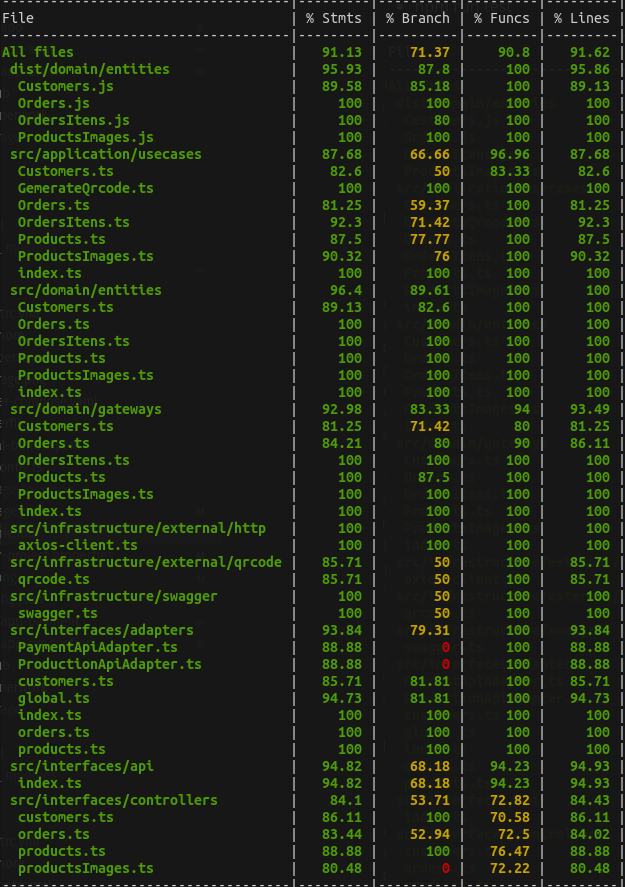 File | % Stmts | % Branch | % Funcs | % Lines |
All files | 91.13 | 71.37 | 90.8 | 91.62 |
dist/domain/entities | 95.93 | 87.8 | 100 | 95.86 |
Customers.js | 89.58 | 85.18 | 100 | 89.13 |
Orders.js | 100 | 100 | 100 | 100 |
OrdersItens.js | 100 | 80 | 100 | 100 |
ProductsImages.js | 100 | 100 | 100 | 100 |
src/application/usecases | 87.68 | 66.66 | 96.96 | 87.68 |
Customers.ts | 82.6 | 50 | 83.33 | 82.6 |
GemerateQrcode.ts | 100 | 100 | 100 | 100 |
Orders.ts | 81.25 | 59.37 | 100 | 81.25 |
OrdersItens.ts | 92.3 | 71.42 | 100 | 92.3 |
Products.ts | 87.5 | 77.77 | 100 | 87.5 |
ProductsImages.ts | 90.32 | 76 | 100 | 90.32 |
index.ts | 100 | 100 | 100 | 100 |
src/domain/entities | 96.4 | 89.61 | 100 | 96.4 |
Customers.ts | 89.13 | 82.6 | 100 | 89.13 |
Orders.ts | 100 | 100 | 100 | 100 |
OrdersItens.ts | 100 | 100 | 100 | 100 |
Products.ts | 100 | 100 | 100 | 100 |
ProductsImages.ts | 100 | 100 | 100 | 100 |
index.ts | 100 | 100 | 100 | 100 |
src/domain/gateways | 92.98 | 83.33 | 94 | 93.49 |
Customers.ts | 81.25 | 71.42 | 80 | 81.25 |
Orders.ts | 84.21 | 80 | 90 | 86.11 |
OrdersItens.ts | 100 | 100 | 100 | 100 |
Products.ts | 100 | 87.5 | 100 | 100 |
ProductsImages.ts | 100 | 100 | 100 | 100 |
index.ts | 100 | 100 | 100 | 100 |
src/infrastructure/external/http | 100 | 100 | 100 | 100 |
axios-client.ts | 100 | 100 | 100 | 100 |
src/infrastructure/external/qrcode | 85.71 | 50 | 100 | 85.71 |
qrcode.ts | 85.71 | 50 | 100 | 85.71 |
src/infrastructure/swagger | 100 | 50 | 100 | 100 |
swagger.ts | 100 | 50 | 100 | 100 |
src/interfaces/adapters | 93.84 | 79.31 | 100 | 93.84 |
PaymentApiAdapter.ts | 88.88 | 0 | 100 | 88.88 |
ProductionApiAdapter.ts | 88.88 | 0 | 100 | 88.88 |
customers.ts | 85.71 | 81.81 | 100 | 85.71 |
global.ts | 94.73 | 81.81 | 100 | 94.73 |
index.ts | 100 | 100 | 100 | 100 |
orders.ts | 100 | 100 | 100 | 100 |
products.ts | 100 | 100 | 100 | 100 |
src/interfaces/api | 94.82 | 68.18 | 94.23 | 94.93 |
index.ts | 94.82 | 68.18 | 94.23 | 94.93 |
src/interfaces/controllers | 84.1 | 53.71 | 72.82 | 84.43 |
customers.ts | 86.11 | 100 | 70.58 | 86.11 |
orders.ts | 83.44 | 52.94 | 72.5 | 84.02 |
products.ts | 88.88 | 100 | 76.47 | 88.88 |
productsImages.ts | 80.48 | 0 | 72.22 | 80.48 |